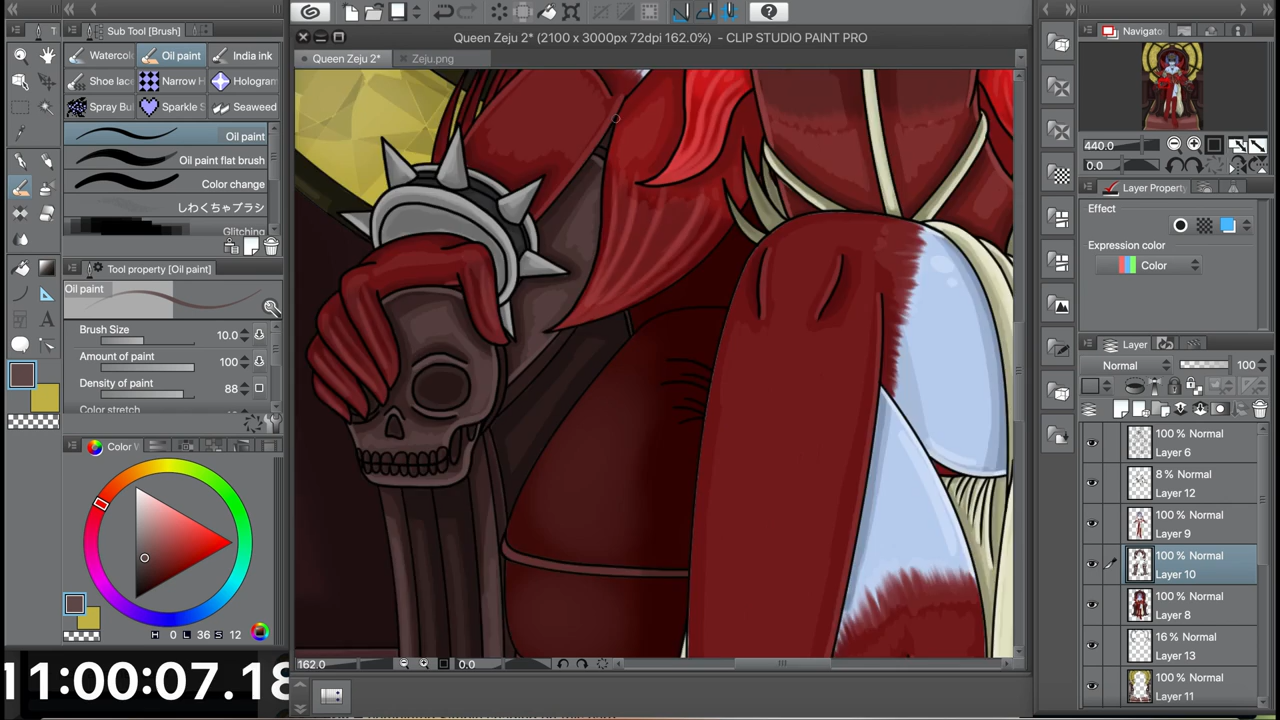 Sub Tool [Brush]
Queen Zeju 2* (2100 x 3000px 72dpi 162.0%) - CLIP STUDIO PAINT PRO
Queen Zeju 2*
Zeju.png
Oil paint
India ink
Shoe lac
Narrow H
Hologram
Spray Bu
Sparkle S
Seaweed
Oil paint
Oil paint flat brush
Color change
しわくちゃブラシ
Glitching
Tool property [Oil paint]
Oil paint
Brush Size
10.0
Amount of paint
100
Density of paint
88
Color stretch
Color
H 0 L 36 S 12
11:00:07.18
162.0
0.0
Navigator
440.0
0.0
Layer Property
Effect
Expression color
Color
Layer
Normal
100
100 % Normal
Layer 6
8 % Normal
Layer 12
100 % Normal
Layer 9
100 % Normal
Layer 10
100 % Normal
Layer 8
16 % Normal
Layer 13
100 % Normal
Layer 11